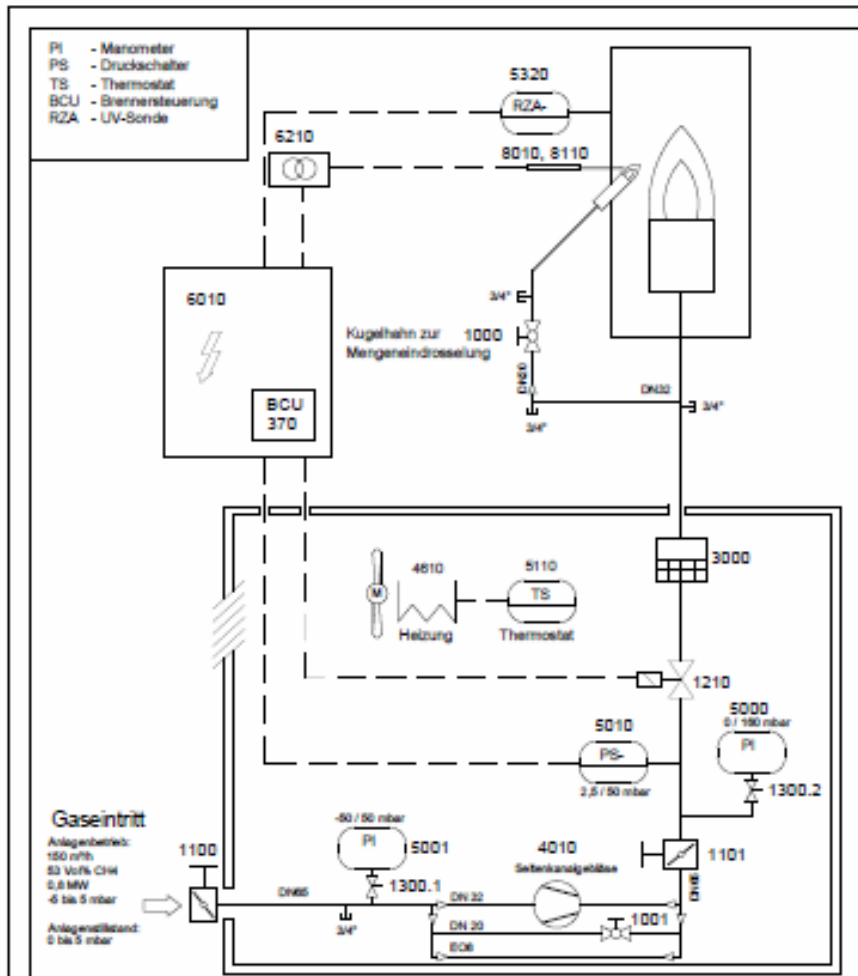 PI - Manometer
PS - Druckschalter
TS - Thermostat
BCU - Brennersteuerung
RZA - UV-Sonde
5320
RZA-
6210
8010, 8110
6010
3/4"
Kugelhahn zur
Mengeneindrosselung
1000
DN20
DN32
3/4"
3/4"
BCU
370
3000
4610
5110
M
TS
Heizung
Thermostat
1210
5000
0 / 160 mbar
5010
PI
PS-
2,5 / 50 mbar
1300.2
Gaseintritt
Anlagenbetrieb:
150 m³/h
53 Vol% CH4
0,8 MW
-5 bis 5 mbar
Anlagenstillstand:
0 bis 5 mbar
1100
-50 / 50 mbar
PI
5001
4010
Seitenkanalgebläse
1101
1300.1
DN65
DN65
DN 32
3/4"
DN 20
1001